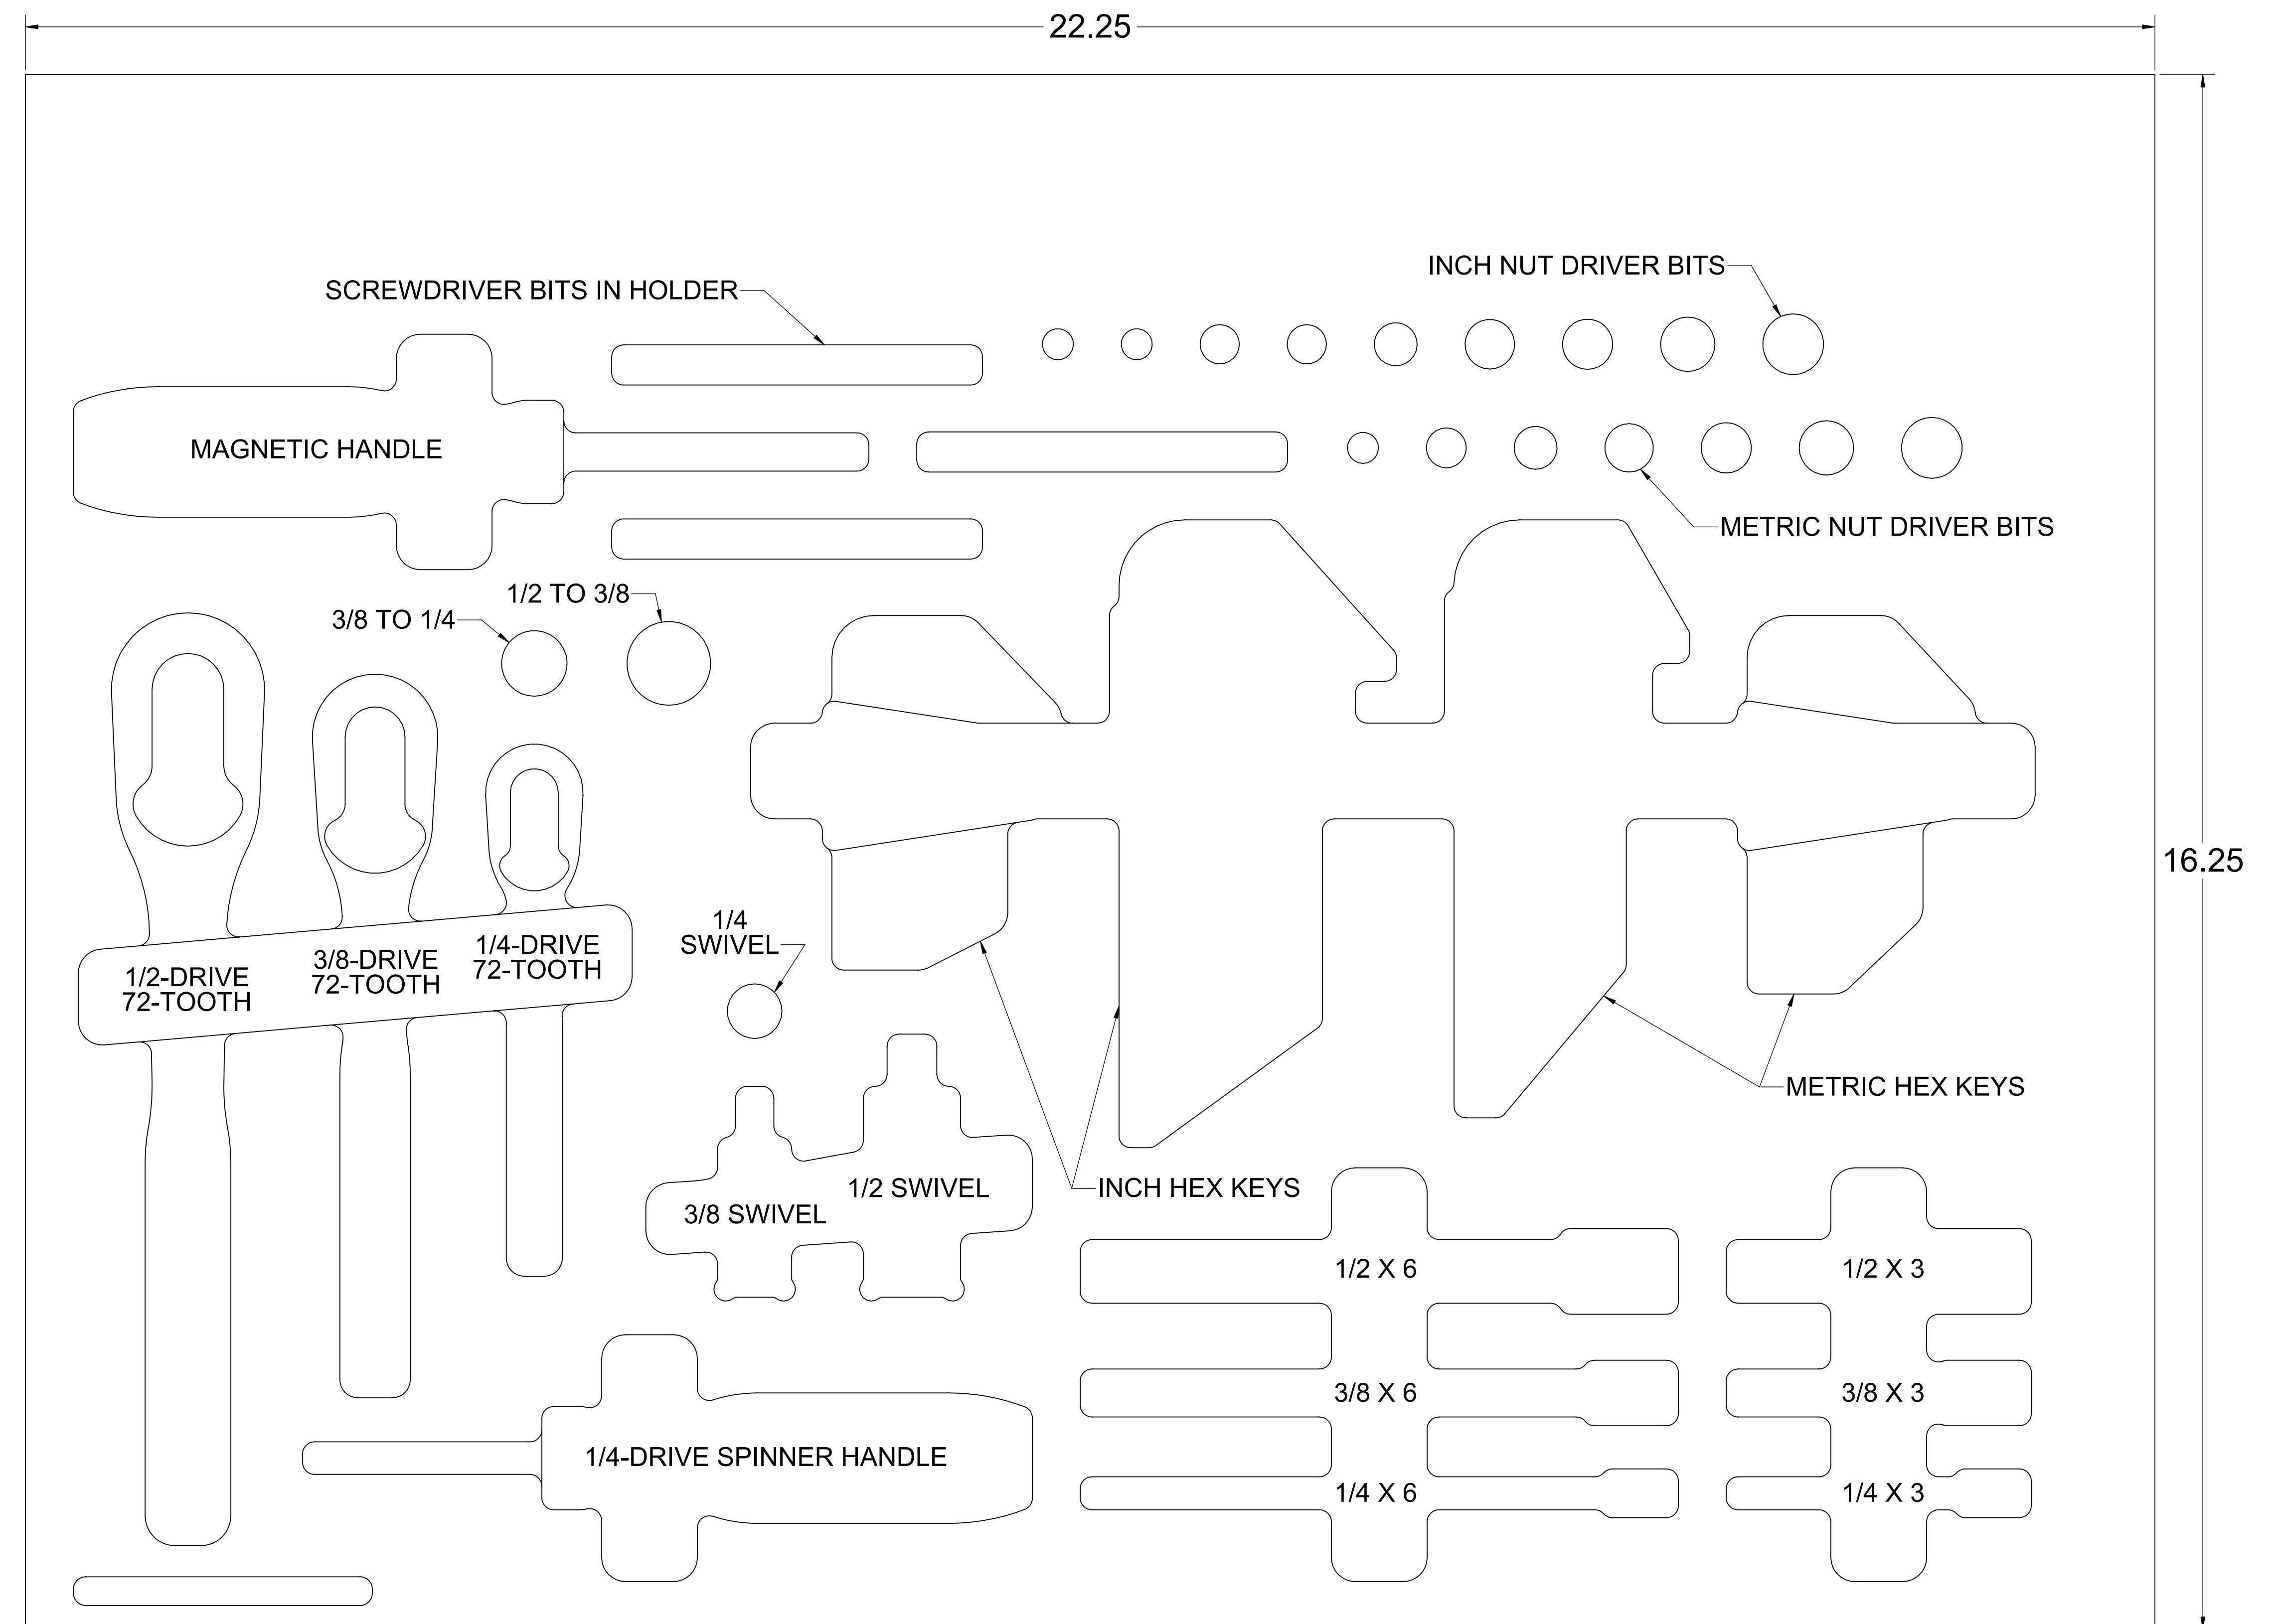 22.25
INCH NUT DRIVER BITS
SCREWDRIVER BITS IN HOLDER
MAGNETIC HANDLE
METRIC NUT DRIVER BITS
1/2 TO 3/8
3/8 TO 1/4
16.25
1/4
SWIVEL
1/2-DRIVE
72-TOOTH
3/8-DRIVE
72-TOOTH
1/4-DRIVE
72-TOOTH
METRIC HEX KEYS
INCH HEX KEYS
1/2 SWIVEL
3/8 SWIVEL
1/2 X 6
1/2 X 3
3/8 X 6
3/8 X 3
1/4-DRIVE SPINNER HANDLE
1/4 X 6
1/4 X 3